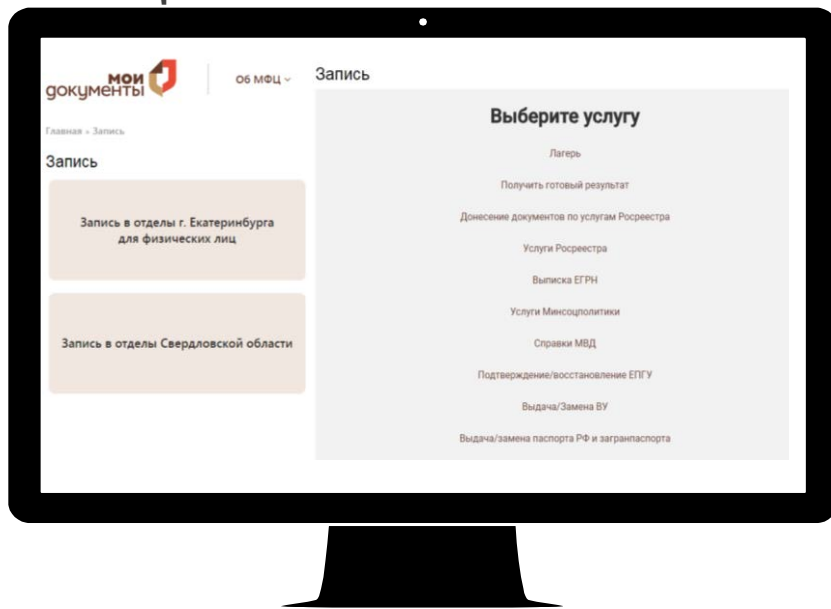 мои
документы
Об МФЦ
Главная » Запись
Запись
Запись в отделы г. Екатеринбурга
для физических лиц
Запись в отделы Свердловской области
Запись
Выберите услугу
Лагерь
Получить готовый результат
Донесение документов по услугам Росреестра
Услуги Росреестра
Выписка ЕГРН
Услуги Минсоцполитики
Справки МВД
Подтверждение/восстановление ЕПГУ
Выдача/Замена ВУ
Выдача/замена паспорта РФ и загранпаспорта